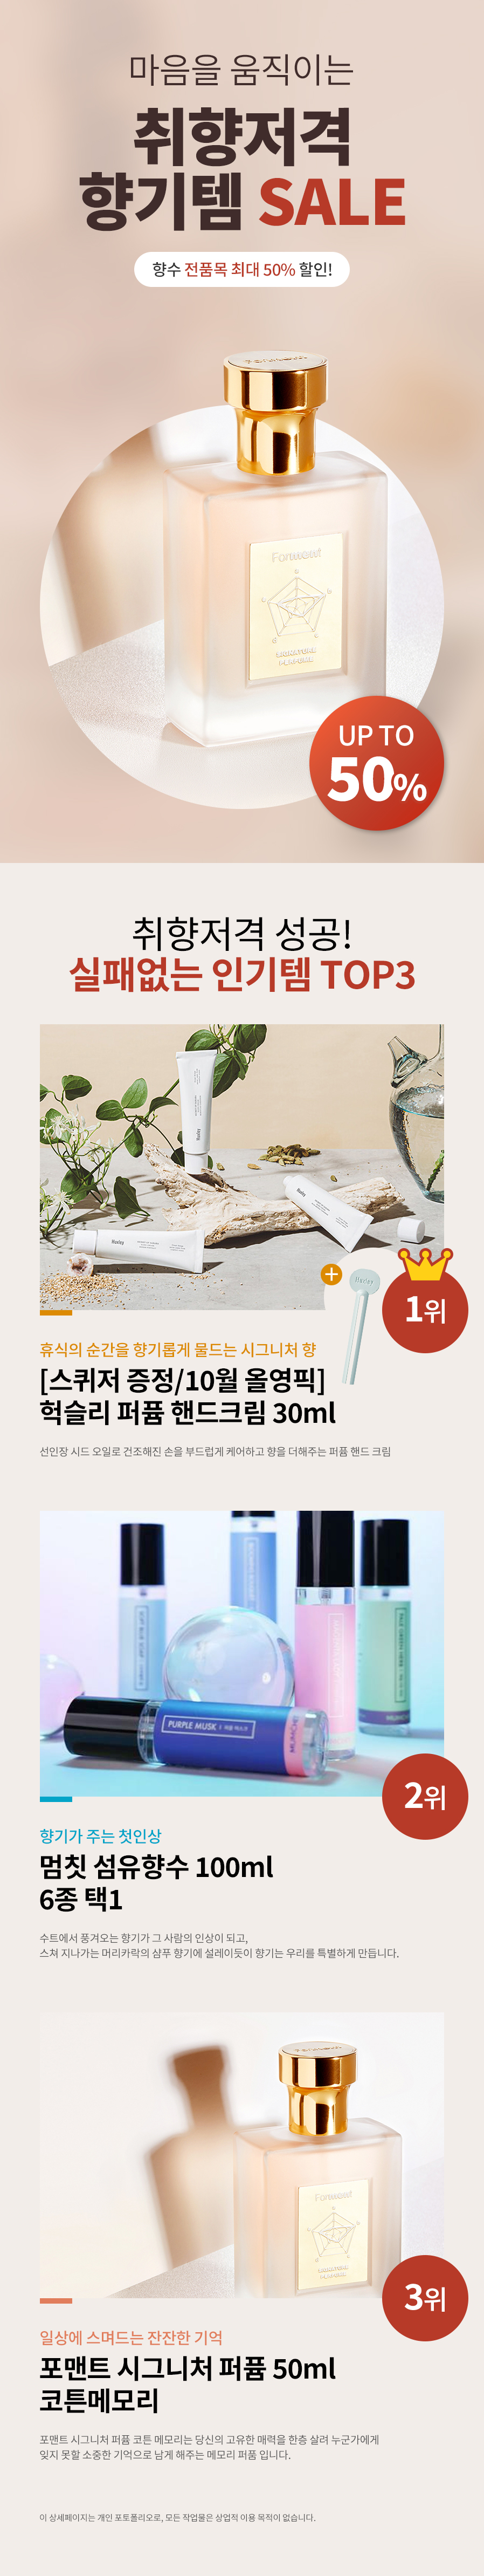 마음을 움직이는
취향저격
향기템 SALE
향수 전품목 최대 50% 할인!
Forment
SIGNATURE
PERFUME
UP TO
50%
취향저격 성공!
실패없는 인기템 TOP3
Huxley
Huxley
Huxley
Huxley
1위
휴식의 순간을 향기롭게 물드는 시그니처 향
[스퀴저 증정/10월 올영픽]
헉슬리 퍼퓸 핸드크림 30ml
선인장 시드 오일로 건조해진 손을 부드럽게 케어하고 향을 더해주는 퍼퓸 핸드 크림
PURPLE MUSK
2위
향기가 주는 첫인상
멈칫 섬유향수 100ml
6종 택1
수트에서 풍겨오는 향기가 그 사람의 인상이 되고,
스쳐 지나가는 머리카락의 샴푸 향기에 설레이듯이 향기는 우리를 특별하게 만듭니다.
Forment
SIGNATURE
PERFUME
3위
일상에 스며드는 잔잔한 기억
포맨트 시그니처 퍼퓸 50ml
코튼메모리
포맨트 시그니처 퍼퓸 코튼 메모리는 당신의 고유한 매력을 한층 살려 누군가에게
잊지 못할 소중한 기억으로 남게 해주는 메모리 퍼품 입니다.
이 상세페이지는 개인 포토폴리오로, 모든 작업물은 상업적 이용 목적이 없습니다.